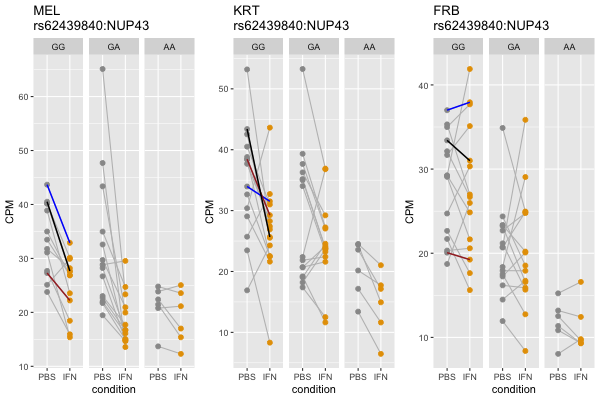 MEL
rs62439840:NUP43
GG GA AA
CPM
60
50
40
30
20
10
PBS IFN PBS IFN PBS IFN
condition
KRT
rs62439840:NUP43
GG GA AA
CPM
50
40
30
20
10
PBS IFN PBS IFN PBS IFN
condition
FRB
rs62439840:NUP43
GG GA AA
CPM
40
30
20
10
PBS IFN PBS IFN PBS IFN
condition